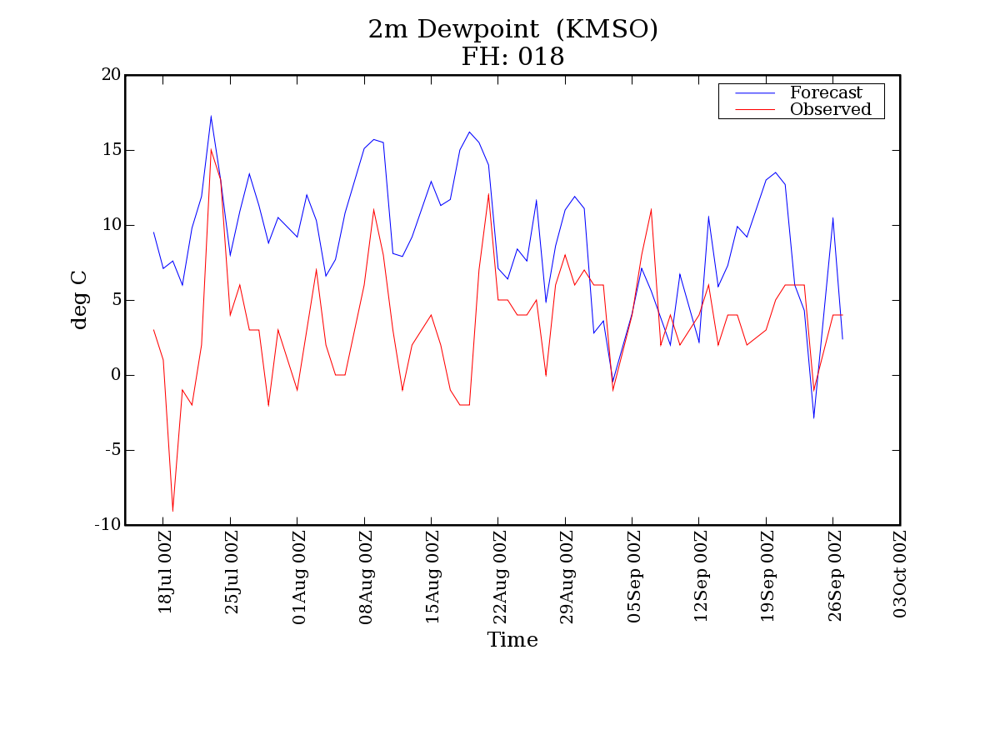 2m Dewpoint  (KMSO)
FH: 018
Forecast
Observed
20
15
10
5
0
-5
-10
deg C
18Jul 00Z
25Jul 00Z
01Aug 00Z
08Aug 00Z
15Aug 00Z
22Aug 00Z
29Aug 00Z
05Sep 00Z
12Sep 00Z
19Sep 00Z
26Sep 00Z
03Oct 00Z
Time